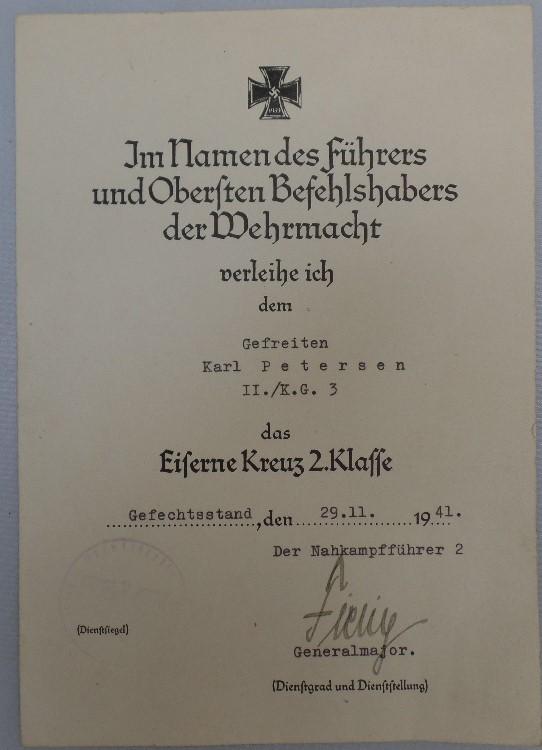 Im Namen des Führers
und Obersten Befehlshabers
der Wehrmacht
verleihe ich
dem
Gefreiten
Karl P e t e r s e n
II./K.G. 3
das
Eiserne Kreuz 2.Klasse
Gefechtsstand, den 29.11. 1941.
Der Nahkampfführer 2
(Dienstsiegel)
Generalmajor.
(Dienstgrad und Dienststellung)